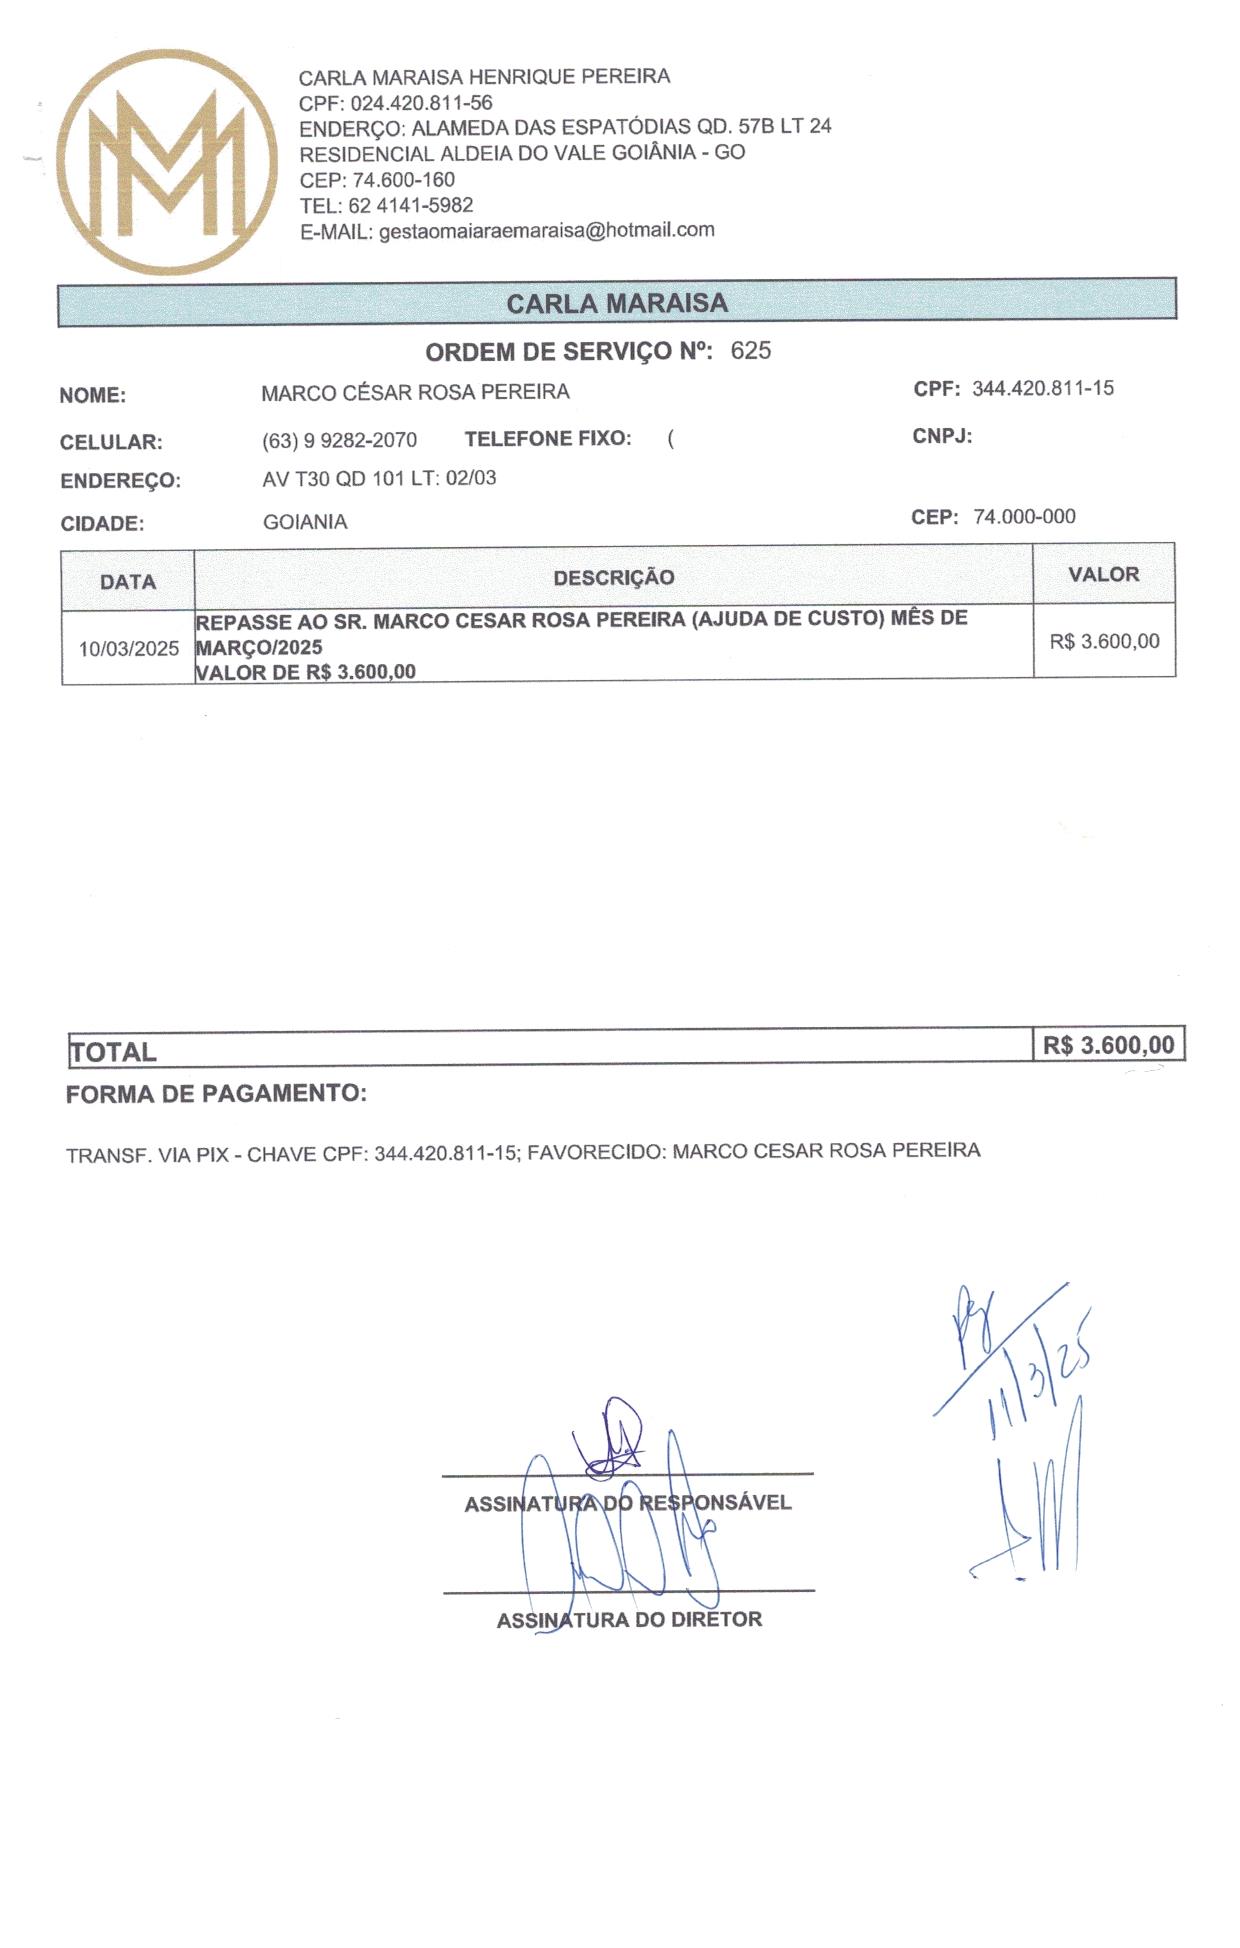 MM
CARLA MARAISA HENRIQUE PEREIRA
CPF: 024.420.811-56
ENDERÇO: ALAMEDA DAS ESPATÓDIAS QD. 57B LT 24
RESIDENCIAL ALDEIA DO VALE GOIÂNIA - GO
CEP: 74.600-160
TEL: 62 4141-5982
E-MAIL: gestaomaiaraemaraisa@hotmail.com
CARLA MARAISA
ORDEM DE SERVIÇO Nº: 625
NOME: MARCO CÉSAR ROSA PEREIRA CPF: 344.420.811-15
CELULAR: (63) 9 9282-2070 TELEFONE FIXO: ( CNPJ:
ENDEREÇO: AV T30 QD 101 LT: 02/03
CIDADE: GOIANIA CEP: 74.000-000
DATA DESCRIÇÃO VALOR
REPASSE AO SR. MARCO CESAR ROSA PEREIRA (AJUDA DE CUSTO) MÊS DE
10/03/2025 MARÇO/2025 R$ 3.600,00
VALOR DE R$ 3.600,00
TOTAL R$ 3.600,00
FORMA DE PAGAMENTO:
TRANSF. VIA PIX - CHAVE CPF: 344.420.811-15; FAVORECIDO: MARCO CESAR ROSA PEREIRA
pg
11/3/25
ASSINATURA DO RESPONSÁVEL
ASSINATURA DO DIRETOR